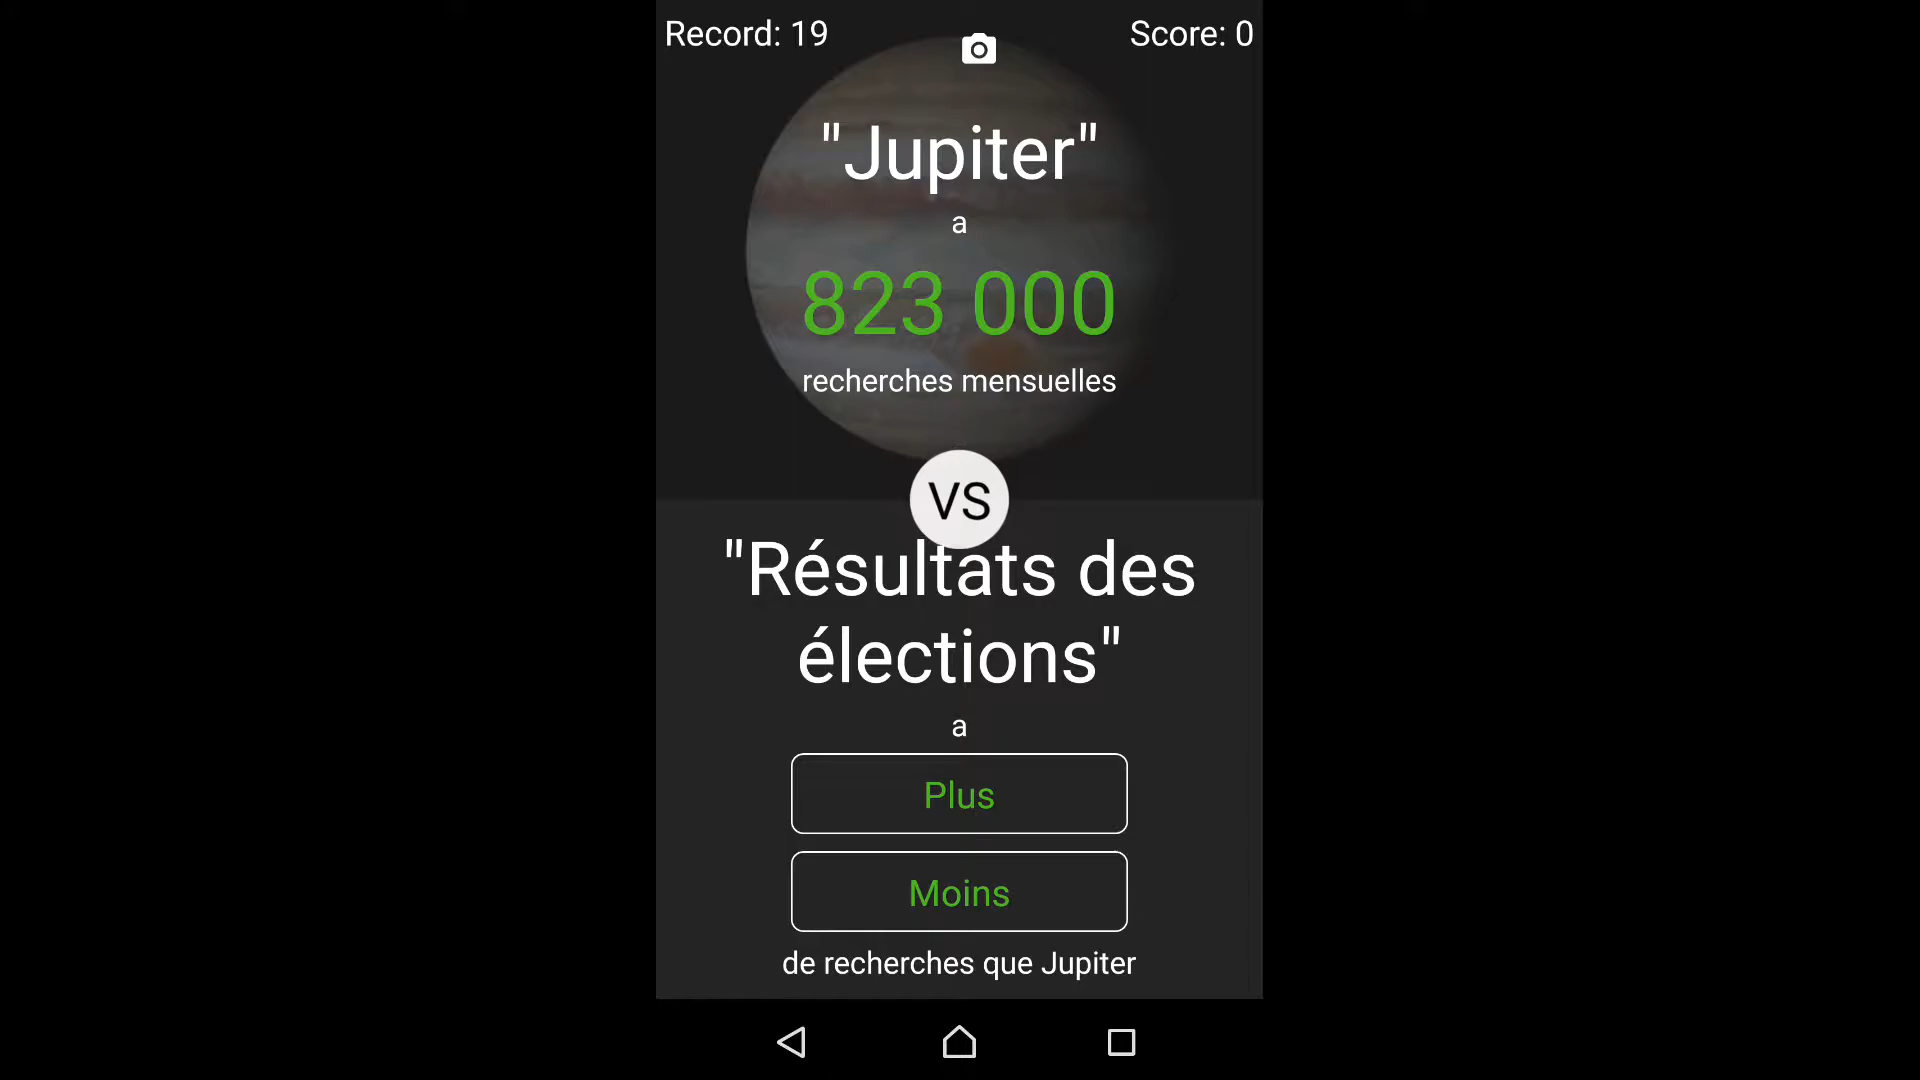 Record: 19
Score: 0
"Jupiter"
a
823 000
recherches mensuelles
VS
"Résultats des
élections"
a
Plus
Moins
de recherches que Jupiter